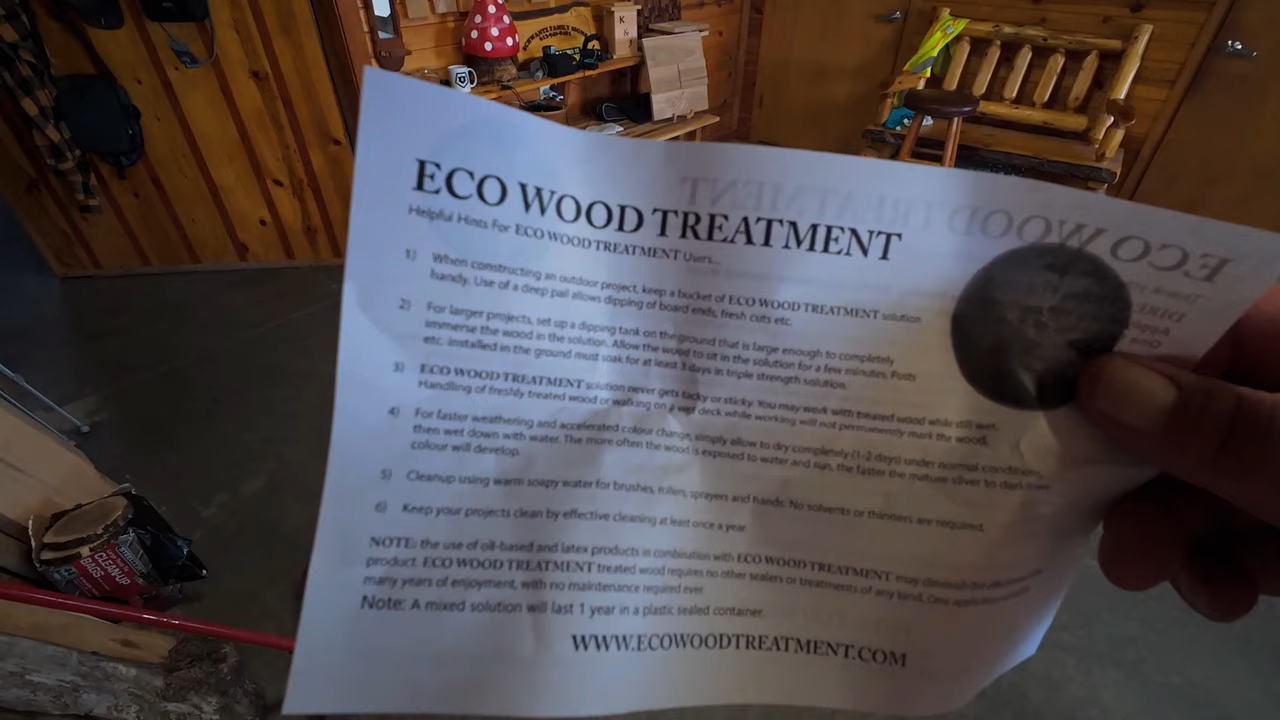 ECO WOOD TREATMENT
Helpful Hints For ECO WOOD TREATMENT Users...
1) When constructing an outdoor project, keep a bucket of ECO WOOD TREATMENT solution
handy. Use of a deep pail allows dipping of board ends, fresh cuts etc.
2) For larger projects, set up a dipping tank on the ground that is large enough to completely
immerse the wood in the solution. Allow the wood to sit in the solution for a few minutes. Posts
etc. installed in the ground must soak for at least 3 days in triple strength solution.
3) ECO WOOD TREATMENT solution never gets tacky or sticky. You may work with treated wood while still wet.
Handling of freshly treated wood or walking on a wet deck while working will not permanently mark the wood.
4) For faster weathering and accelerated colour change, simply allow to dry completely (1-2 days) under normal conditions,
then wet down with water. The more often the wood is exposed to water and sun, the faster the mature silver to dark
colour will develop.
5) Cleanup using warm soapy water for brushes, rollers, sprayers and hands. No solvents or thinners are required.
6) Keep your projects clean by effective cleaning at least once a year.
NOTE: the use of oil-based and latex products in combination with ECO WOOD TREATMENT may diminish the
product. ECO WOOD TREATMENT treated wood requires no other sealers or treatments of any kind. One
many years of enjoyment, with no maintenance required ever.
Note: A mixed solution will last 1 year in a plastic sealed container.
WWW.ECOWOODTREATMENT.COM
K
&
CLEAN-UP
BAGS